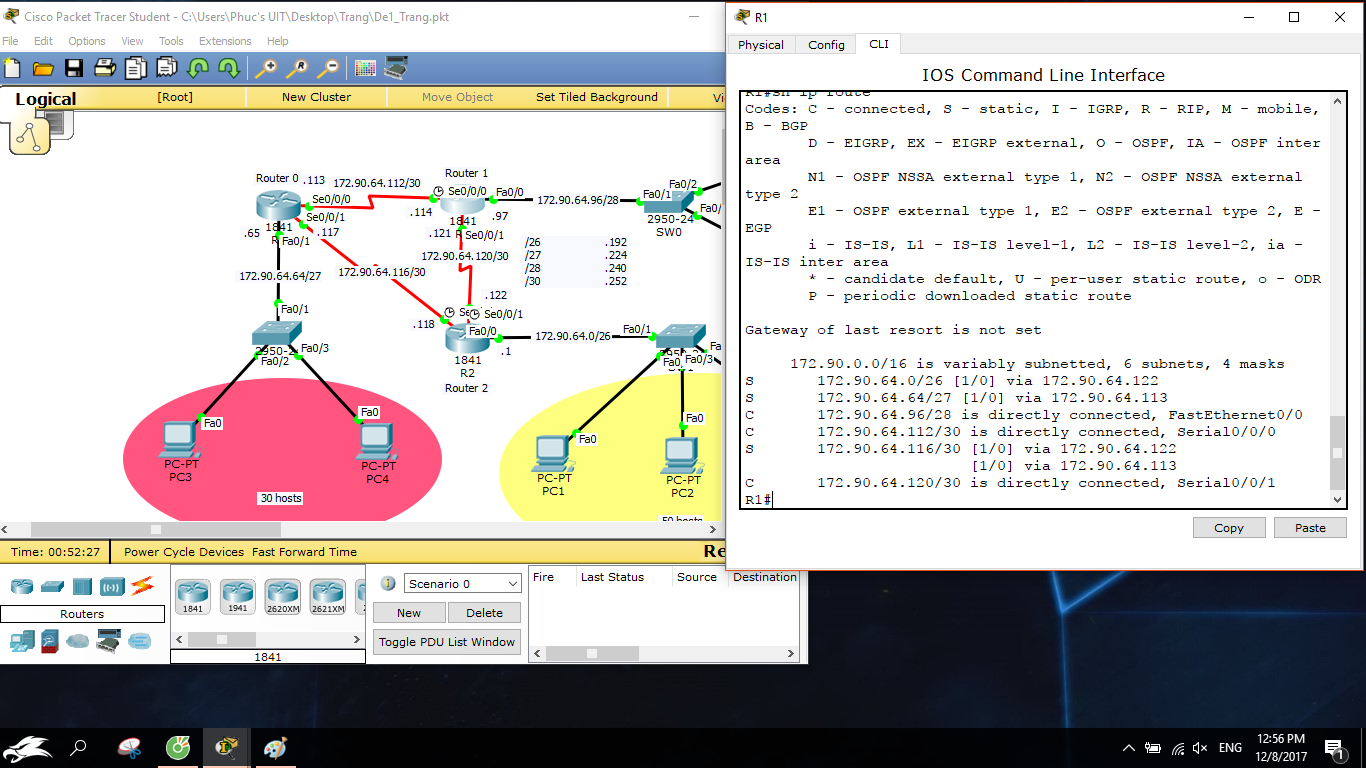 Cisco Packet Tracer Student - C:\Users\Phuc's UIT\Desktop\Trang\De1_Trang.pkt
File Edit Options View Tools Extensions Help
Logical
[Root] New Cluster Move Object Set Tiled Background
Router 0
.113
172.90.64.112/30
Router 1
Se0/0/0
Se0/0/0
Fa0/0
172.90.64.96/28
Fa0/1
Fa0/2
Fa0/
2950-24
SW0
Se0/0/1
.114
1841
.97
1841
.65
Fa0/1
.117
.121
Se0/0/1
172.90.64.120/30
/26 .192
/27 .224
/28 .240
/30 .252
172.90.64.64/27
172.90.64.116/30
.122
Fa0/1
Se0/0/1
.118
Fa0/0
172.90.64.0/26
Fa0/1
.1
1841
R2
Router 2
Fa0/3
Fa0/2
Fa0/3
Fa0
Fa0
Fa0
Fa0
PC-PT
PC3
PC-PT
PC4
PC-PT
PC1
PC-PT
PC2
30 hosts
Time: 00:52:27 Power Cycle Devices Fast Forward Time
Routers
1841 1941 2620XM 2621XM
1841
Scenario 0
New Delete
Toggle PDU List Window
Fire Last Status Source Destination
R1
Physical Config CLI
IOS Command Line Interface
R1#sh ip route
Codes: C - connected, S - static, I - IGRP, R - RIP, M - mobile,
B - BGP
D - EIGRP, EX - EIGRP external, O - OSPF, IA - OSPF inter
area
N1 - OSPF NSSA external type 1, N2 - OSPF NSSA external
type 2
E1 - OSPF external type 1, E2 - OSPF external type 2, E -
EGP
i - IS-IS, L1 - IS-IS level-1, L2 - IS-IS level-2, ia -
IS-IS inter area
* - candidate default, U - per-user static route, o - ODR
P - periodic downloaded static route
Gateway of last resort is not set
172.90.0.0/16 is variably subnetted, 6 subnets, 4 masks
S 172.90.64.0/26 [1/0] via 172.90.64.122
S 172.90.64.64/27 [1/0] via 172.90.64.113
C 172.90.64.96/28 is directly connected, FastEthernet0/0
C 172.90.64.112/30 is directly connected, Serial0/0/0
S 172.90.64.116/30 [1/0] via 172.90.64.122
[1/0] via 172.90.64.113
C 172.90.64.120/30 is directly connected, Serial0/0/1
R1#
Copy Paste
ENG
12:56 PM
12/8/2017
1